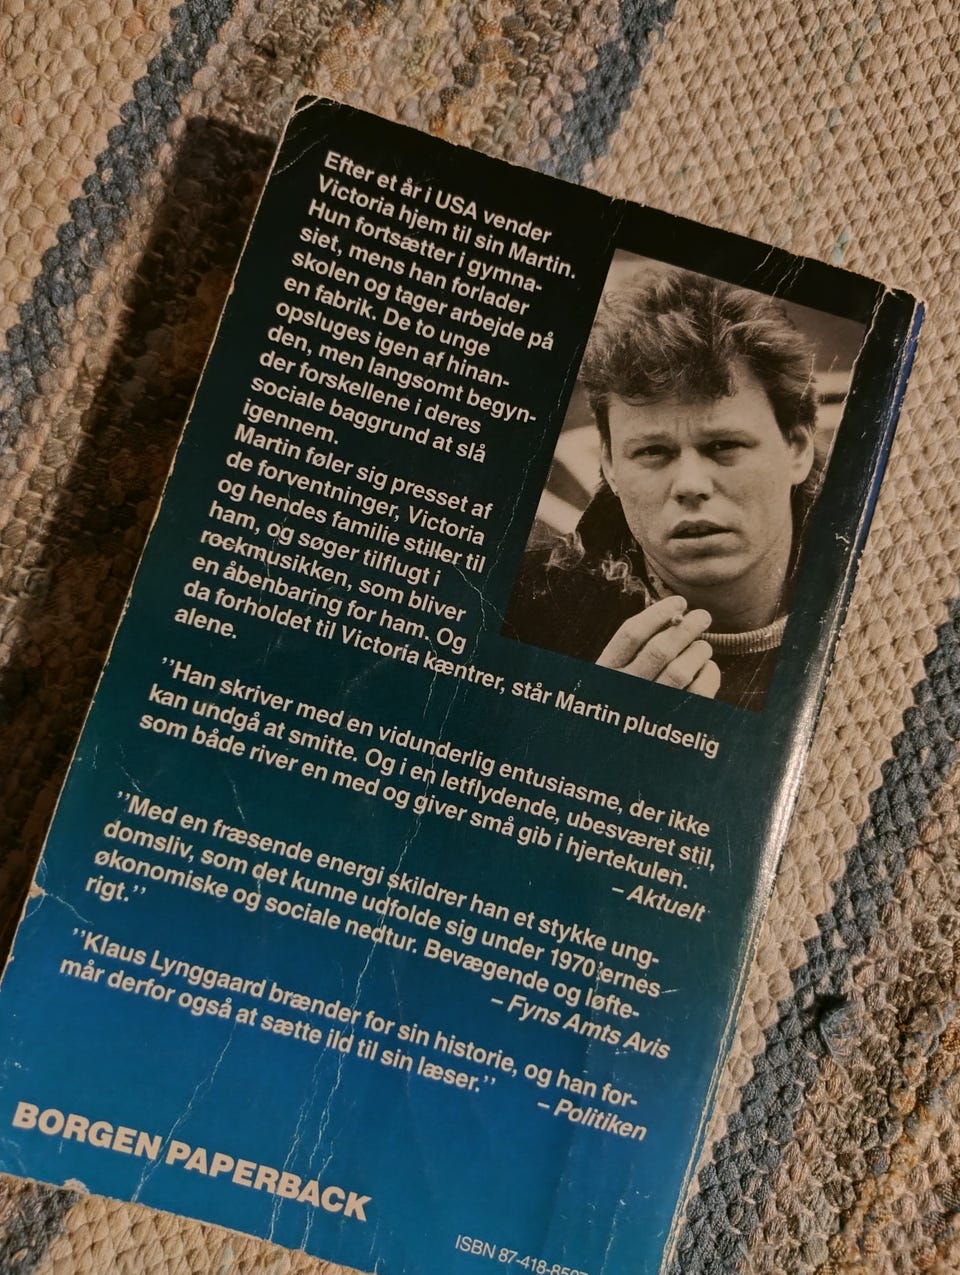 Efter et år i USA vender
Victoria hjem til sin Martin.
Hun fortsætter i gymna-
siet, mens han forlader
skolen og tager arbejde på
en fabrik. De to unge
opsluges igen af hinan-
den, men langsomt begyn-
der forskellene i deres
sociale baggrund at slå
igennem.
Martin føler sig presset af
de forventninger, Victoria
og hendes familie stiller til
ham, og søger tilflugt i
rockmusikken, som bliver
en åbenbaring for ham. Og
da forholdet til Victoria kæntrer, står Martin pludselig
alene.
''Han skriver med en vidunderlig entusiasme, der ikke
kan undgå at smitte. Og i en letflydende, ubesværet stil,
som både river en med og giver små gib i hjertekulen.
– Aktuelt
''Med en fræsende energi skildrer han et stykke ung-
domsliv, som det kunne udfolde sig under 1970'ernes
økonomiske og sociale nedtur. Bevægende og løfte-
rigt.''
– Fyns Amts Avis
''Klaus Lynggaard brænder for sin historie, og han for-
mår derfor også at sætte ild til sin læser.''
– Politiken
BORGEN PAPERBACK
ISBN 87-418-